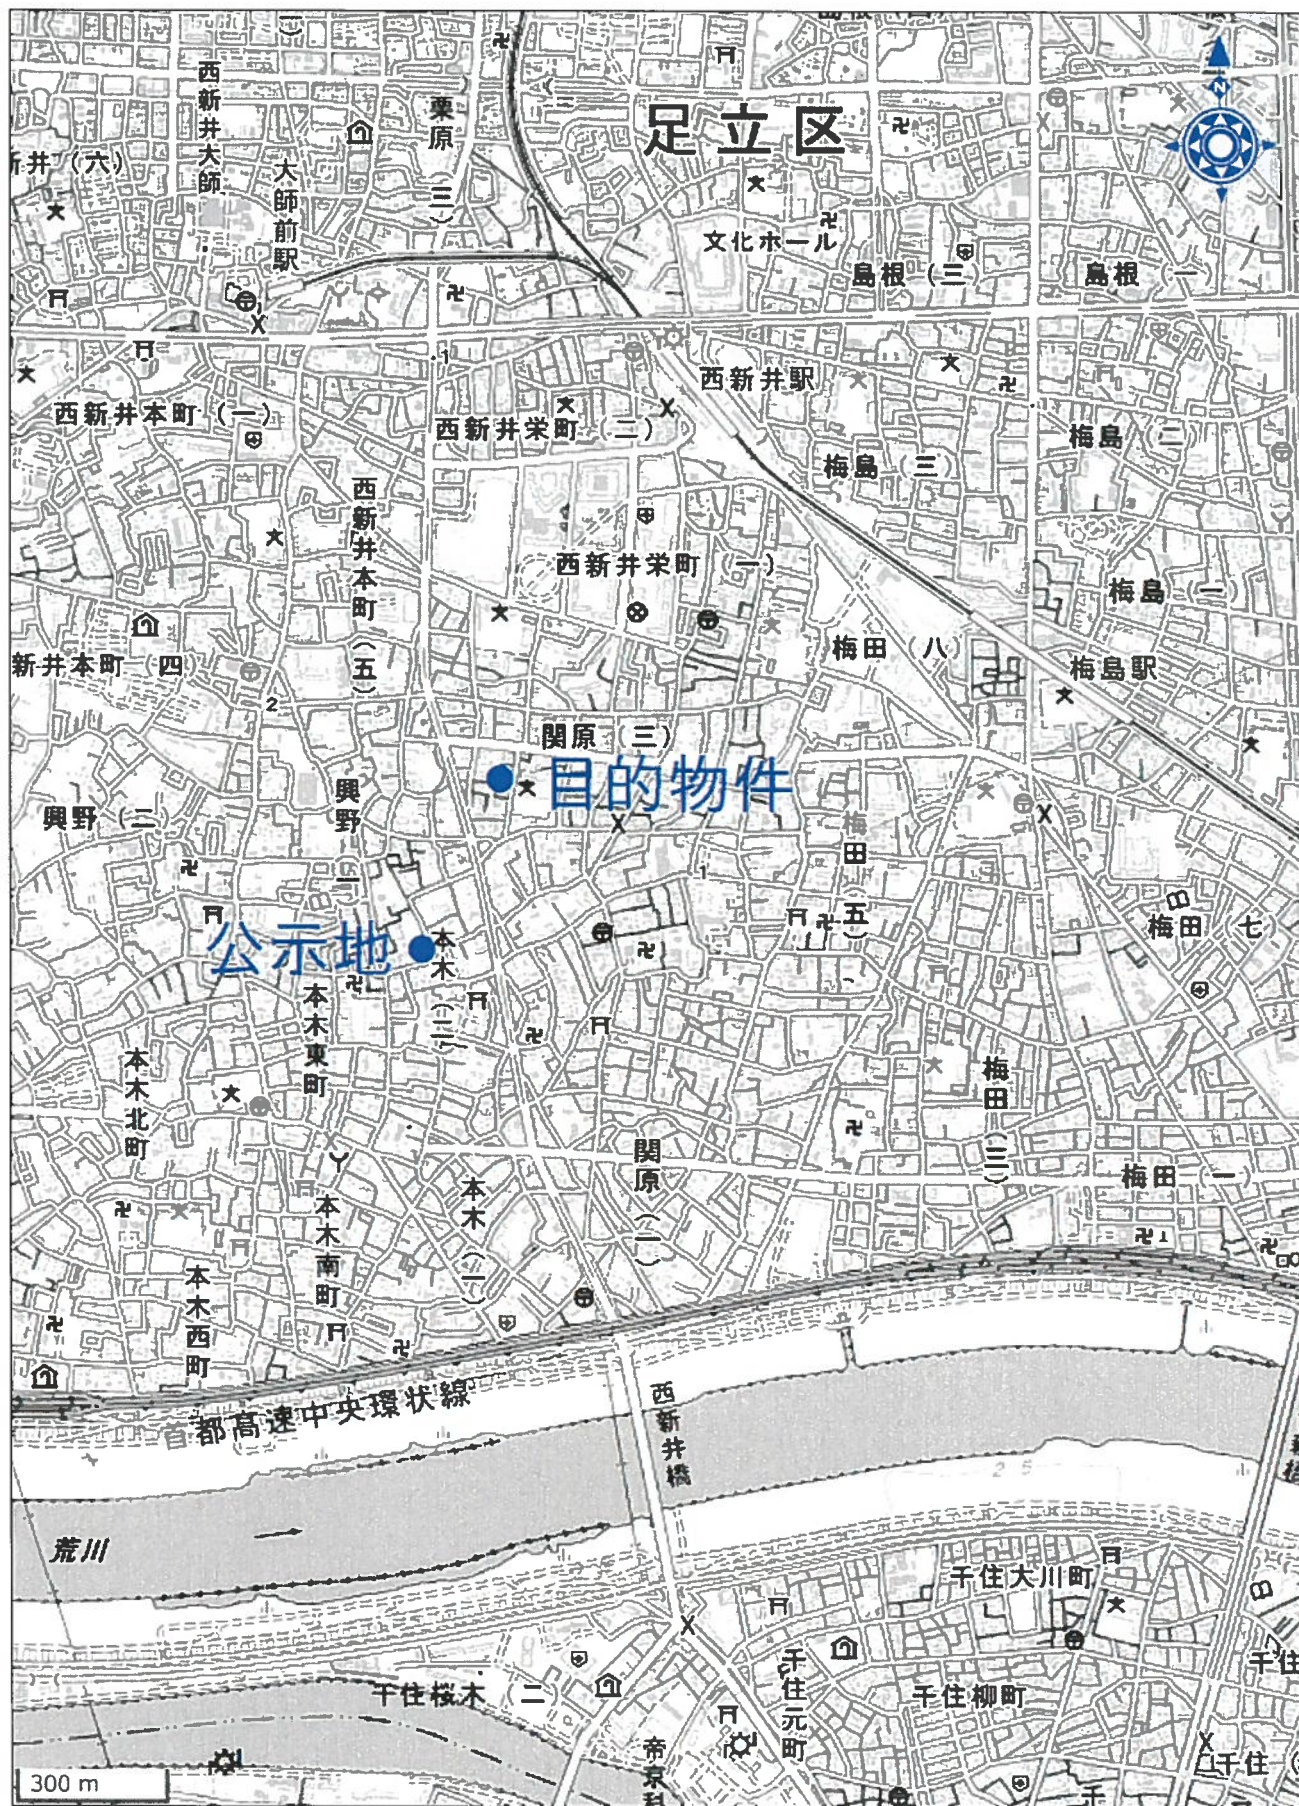 足立区
西新井大師
栗原(三)
大師前駅
新井(六)
文化ホール
島根(三)
島根(一)
西新井駅
西新井本町(一)
西新井栄町(二)
梅島(二)
梅島(三)
西新井本町(五)
西新井栄町(一)
梅島(一)
梅田(八)
梅島駅
新井本町(四)
関原(三)
目的物件
興野(二)
興野
梅田(五)
梅田(七)
公示地
本木(二)
本木東町
本木北町
梅田(三)
関原(二)
梅田(一)
本木(一)
本木南町
本木西町
首都高速中央環状線
西新井橋
荒川
千住大川町
千住桜木(二)
千住元町
千住柳町
帝京科
千住
千住
300 m
N